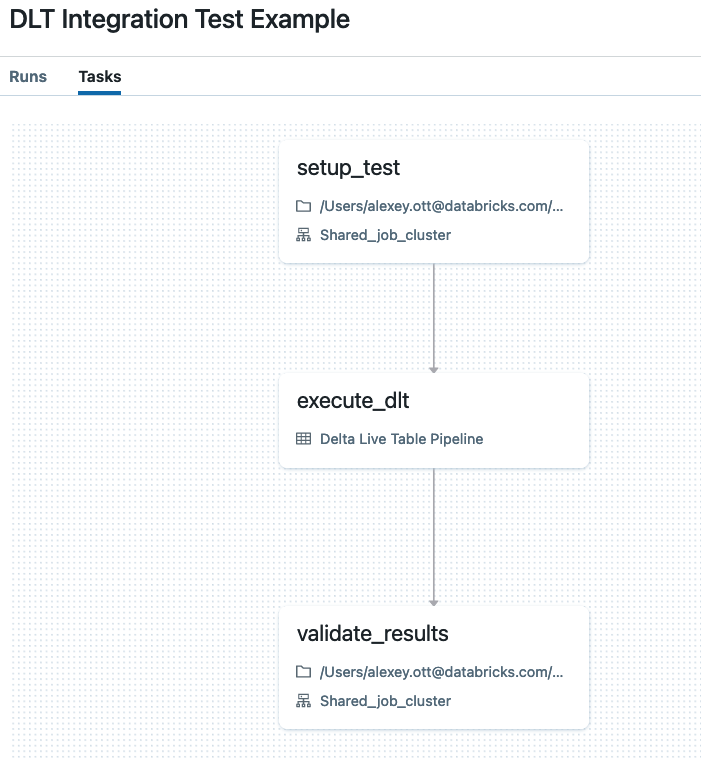 DLT Integration Test Example
Runs Tasks
setup_test
/Users/alexey.ott@databricks.com/...
Shared_job_cluster
execute_dlt
Delta Live Table Pipeline
validate_results
/Users/alexey.ott@databricks.com/...
Shared_job_cluster